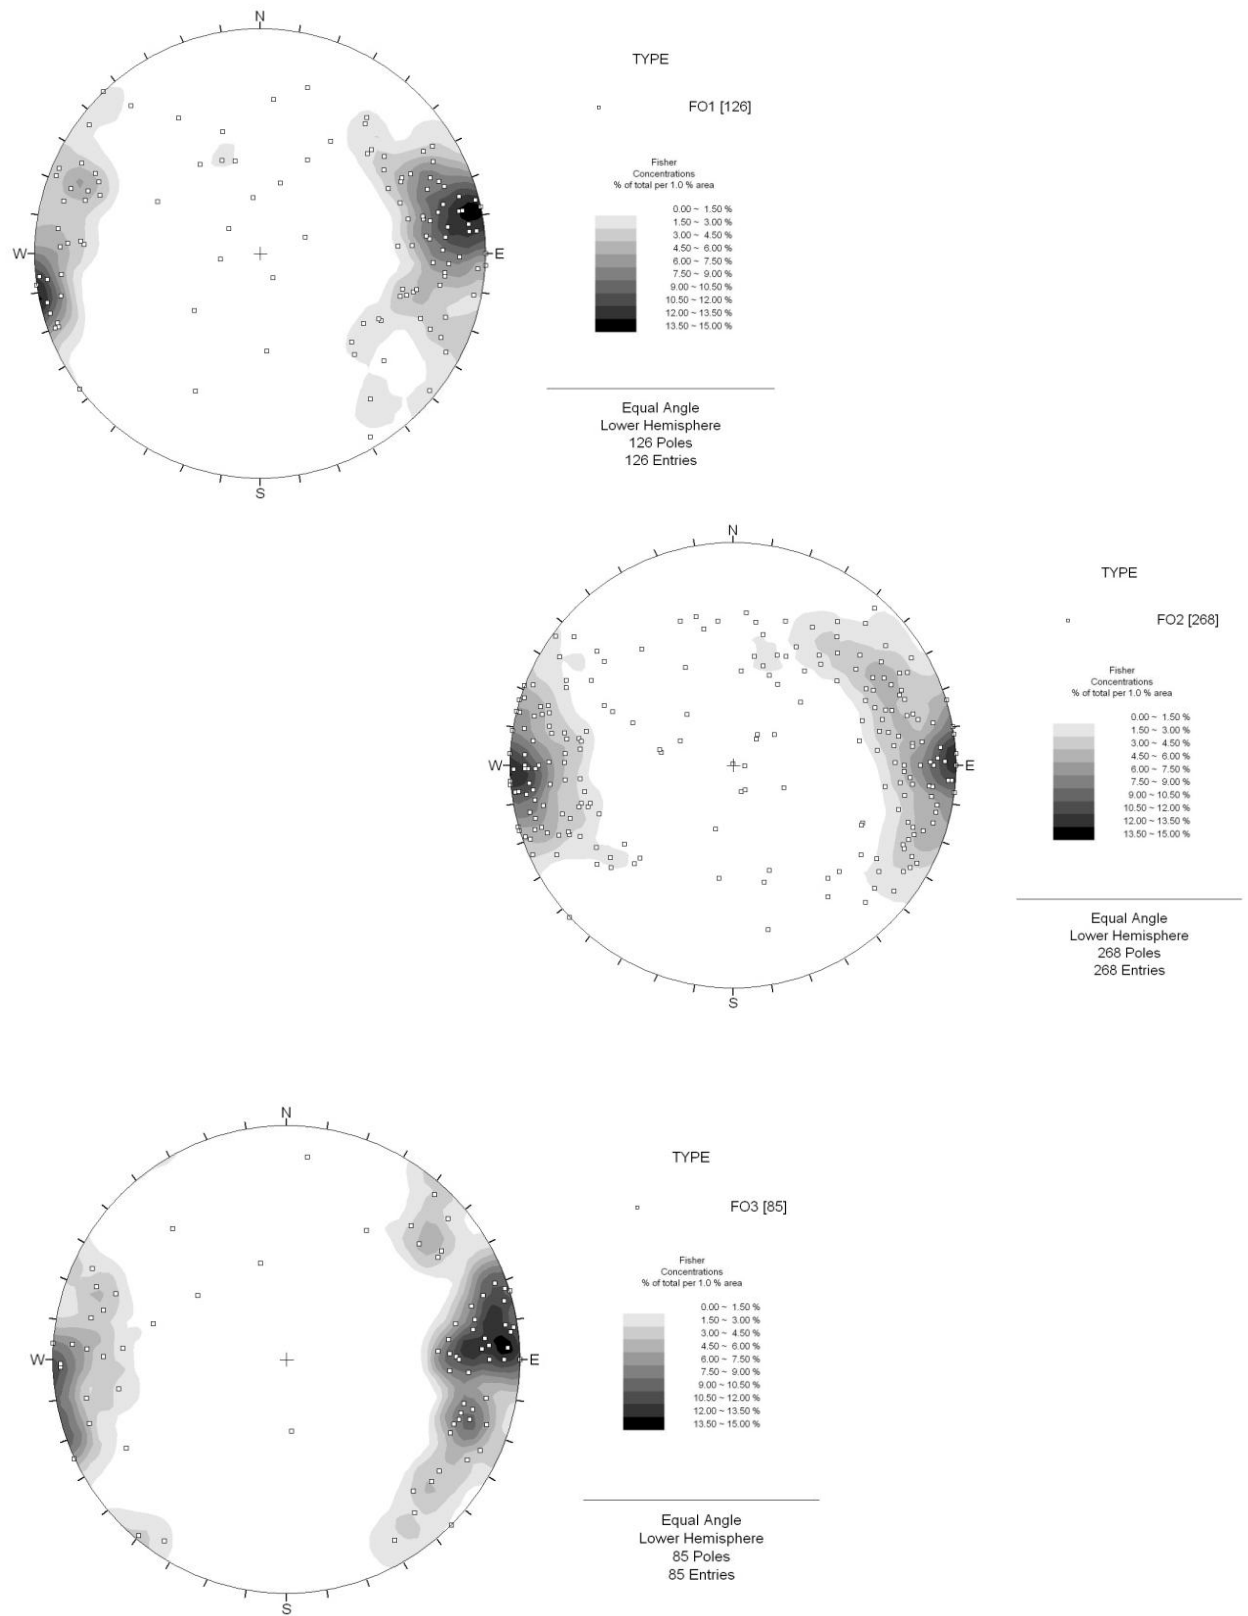 N
W
E
S
TYPE
FO1 [126]
Fisher
Concentrations
% of total per 1.0 % area
0.00 ~ 1.50 %
1.50 ~ 3.00 %
3.00 ~ 4.50 %
4.50 ~ 6.00 %
6.00 ~ 7.50 %
7.50 ~ 9.00 %
9.00 ~ 10.50 %
10.50 ~ 12.00 %
12.00 ~ 13.50 %
13.50 ~ 15.00 %
Equal Angle
Lower Hemisphere
126 Poles
126 Entries
N
W
E
S
TYPE
FO2 [268]
Fisher
Concentrations
% of total per 1.0 % area
0.00 ~ 1.50 %
1.50 ~ 3.00 %
3.00 ~ 4.50 %
4.50 ~ 6.00 %
6.00 ~ 7.50 %
7.50 ~ 9.00 %
9.00 ~ 10.50 %
10.50 ~ 12.00 %
12.00 ~ 13.50 %
13.50 ~ 15.00 %
Equal Angle
Lower Hemisphere
268 Poles
268 Entries
N
W
E
S
TYPE
FO3 [85]
Fisher
Concentrations
% of total per 1.0 % area
0.00 ~ 1.50 %
1.50 ~ 3.00 %
3.00 ~ 4.50 %
4.50 ~ 6.00 %
6.00 ~ 7.50 %
7.50 ~ 9.00 %
9.00 ~ 10.50 %
10.50 ~ 12.00 %
12.00 ~ 13.50 %
13.50 ~ 15.00 %
Equal Angle
Lower Hemisphere
85 Poles
85 Entries